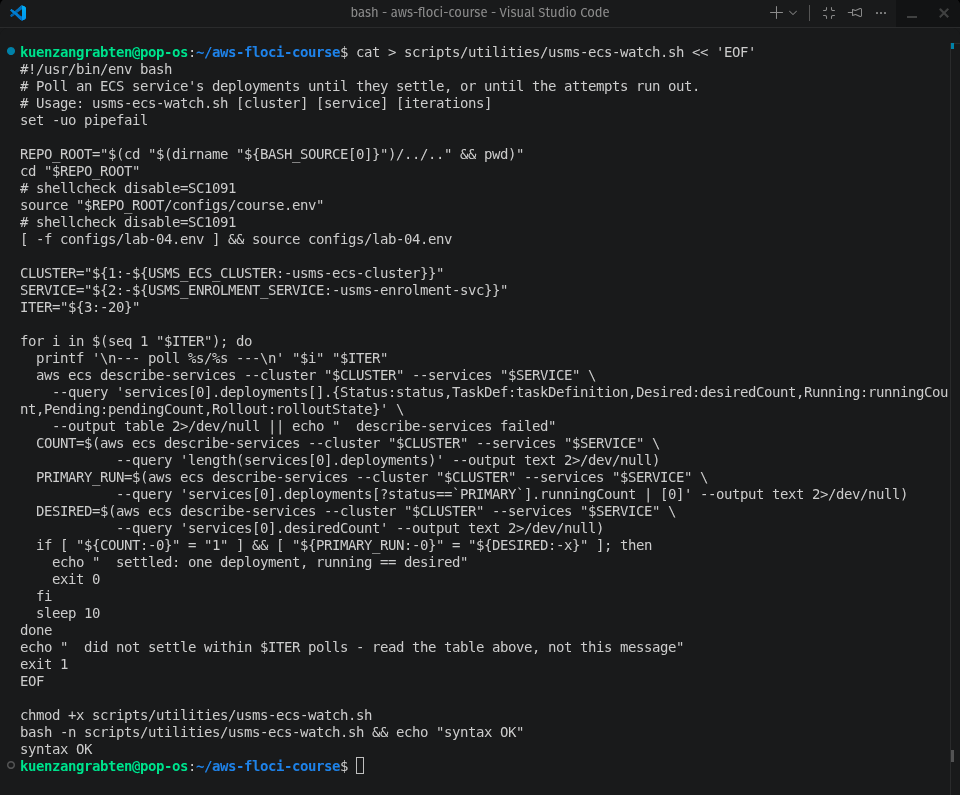 bash - aws-floci-course - Visual Studio Code
kuenzangrabten@pop-os:~/aws-floci-course$ cat > scripts/utilities/usms-ecs-watch.sh << 'EOF'
#!/usr/bin/env bash
# Poll an ECS service's deployments until they settle, or until the attempts run out.
# Usage: usms-ecs-watch.sh [cluster] [service] [iterations]
set -uo pipefail

REPO_ROOT="$(cd "$(dirname "${BASH_SOURCE[0]}")/../.." && pwd)"
cd "$REPO_ROOT"
# shellcheck disable=SC1091
source "$REPO_ROOT/configs/course.env"
# shellcheck disable=SC1091
[ -f configs/lab-04.env ] && source configs/lab-04.env

CLUSTER="${1:-${USMS_ECS_CLUSTER:-usms-ecs-cluster}}"
SERVICE="${2:-${USMS_ENROLMENT_SERVICE:-usms-enrolment-svc}}"
ITER="${3:-20}"

for i in $(seq 1 "$ITER"); do
  printf '\n--- poll %s/%s ---\n' "$i" "$ITER"
  aws ecs describe-services --cluster "$CLUSTER" --services "$SERVICE" \
    --query 'services[0].deployments[].{Status:status,TaskDef:taskDefinition,Desired:desiredCount,Running:runningCou
nt,Pending:pendingCount,Rollout:rolloutState}' \
    --output table 2>/dev/null || echo "  describe-services failed"
  COUNT=$(aws ecs describe-services --cluster "$CLUSTER" --services "$SERVICE" \
            --query 'length(services[0].deployments)' --output text 2>/dev/null)
  PRIMARY_RUN=$(aws ecs describe-services --cluster "$CLUSTER" --services "$SERVICE" \
            --query 'services[0].deployments[?status==`PRIMARY`].runningCount | [0]' --output text 2>/dev/null)
  DESIRED=$(aws ecs describe-services --cluster "$CLUSTER" --services "$SERVICE" \
            --query 'services[0].desiredCount' --output text 2>/dev/null)
  if [ "${COUNT:-0}" = "1" ] && [ "${PRIMARY_RUN:-0}" = "${DESIRED:-x}" ]; then
    echo "  settled: one deployment, running == desired"
    exit 0
  fi
  sleep 10
done
echo "  did not settle within $ITER polls - read the table above, not this message"
exit 1
EOF

chmod +x scripts/utilities/usms-ecs-watch.sh
bash -n scripts/utilities/usms-ecs-watch.sh && echo "syntax OK"
syntax OK
kuenzangrabten@pop-os:~/aws-floci-course$